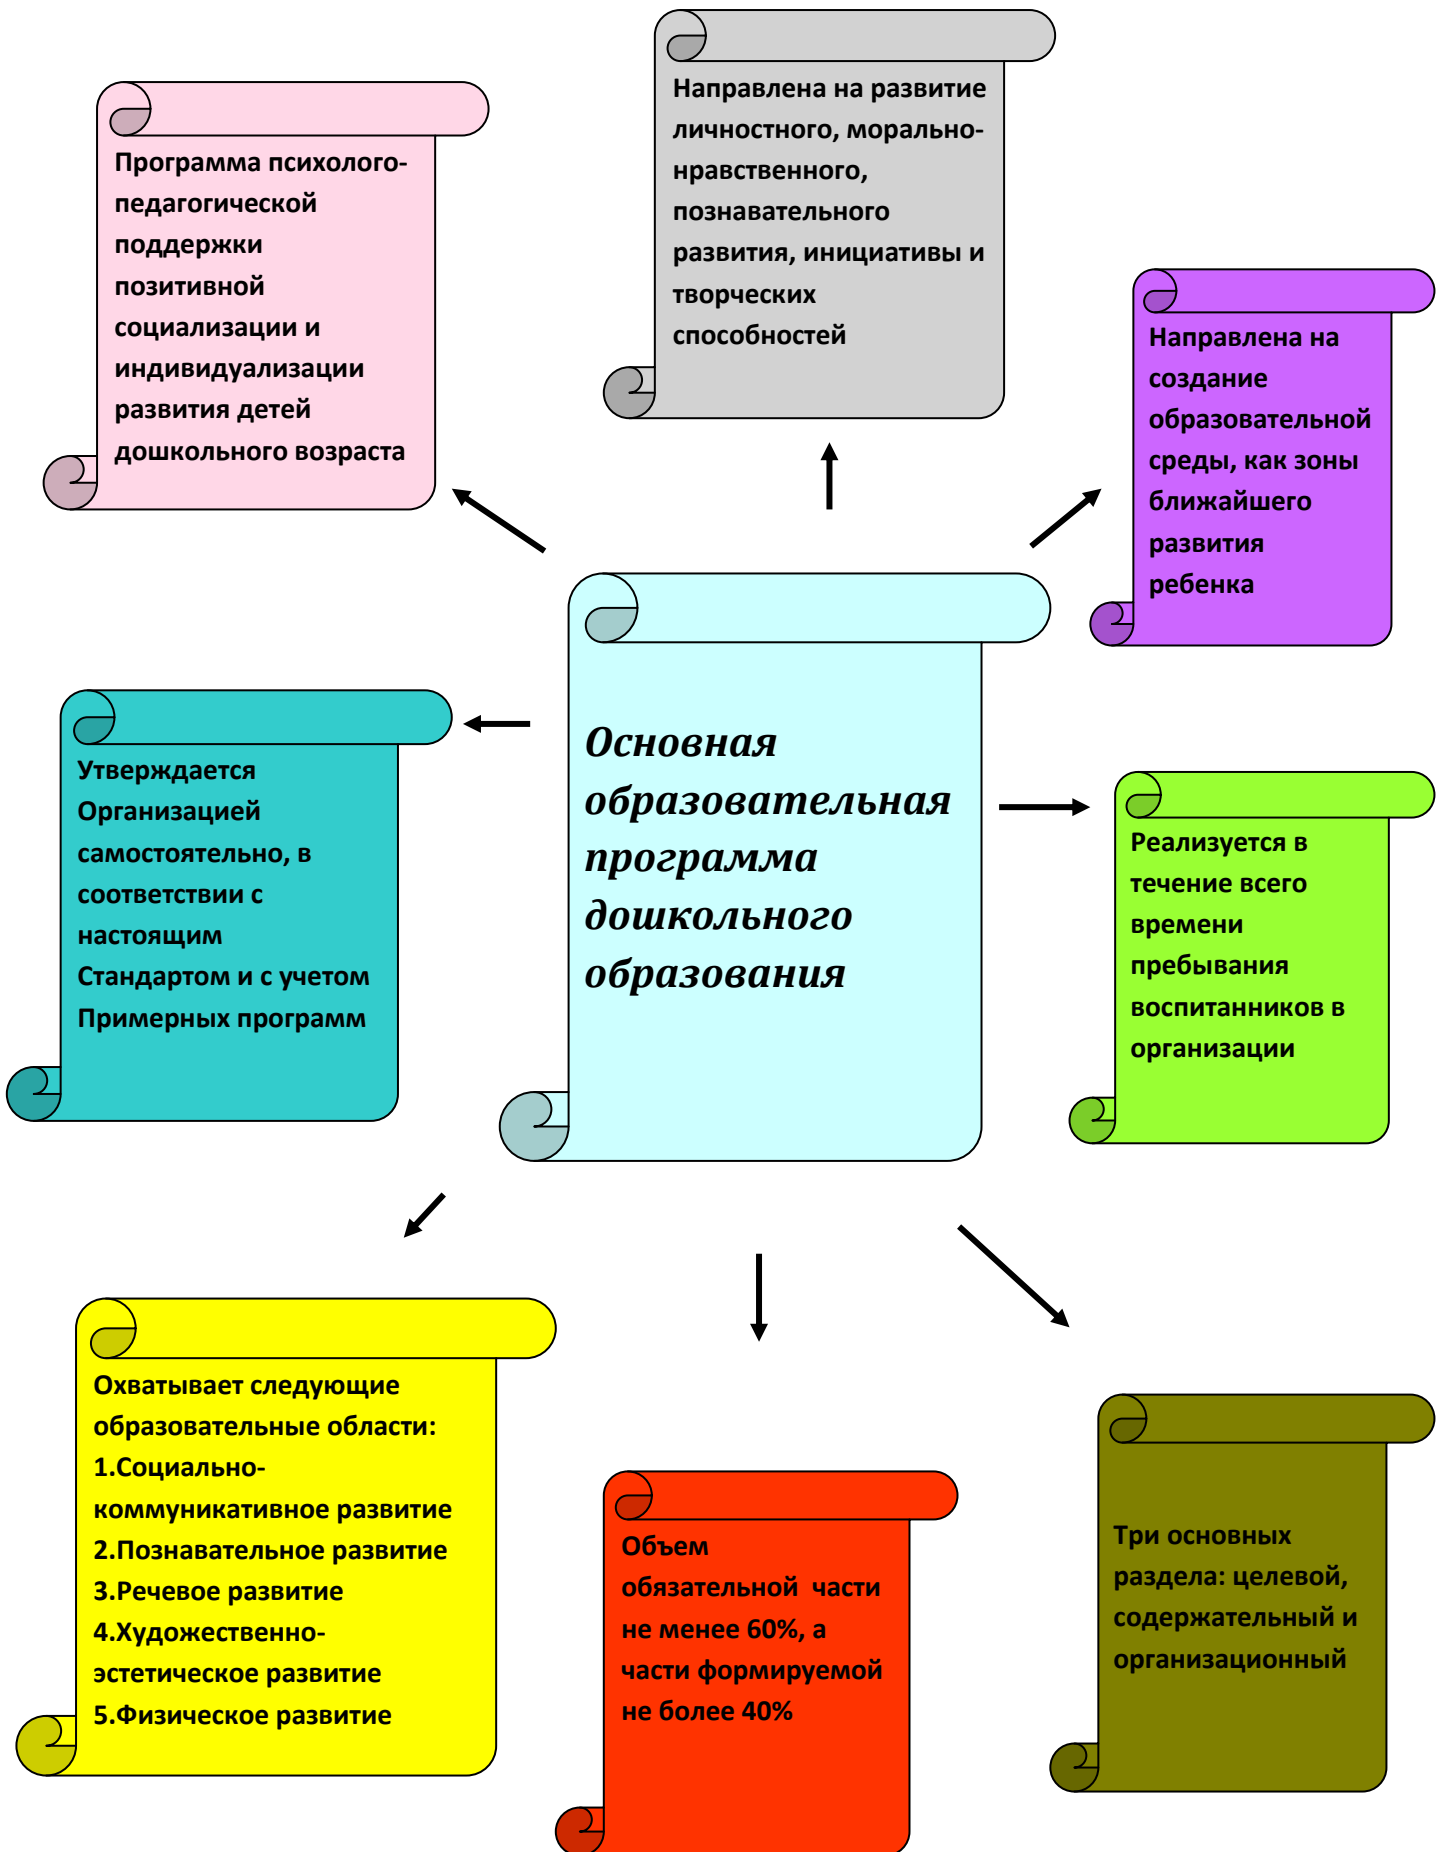 Направлена на развитие
личностного, морально-
нравственного,
познавательного
развития, инициативы и
творческих
способностей
Программа психолого-
педагогической
поддержки
позитивной
социализации и
индивидуализации
развития детей
дошкольного возраста
Направлена на
создание
образовательной
среды, как зоны
ближайшего
развития
ребенка
Основная
образовательная
программа
дошкольного
образования
Утверждается
Организацией
самостоятельно, в
соответствии с
настоящим
Стандартом и с учетом
Примерных программ
Реализуется в
течение всего
времени
пребывания
воспитанников в
организации
Охватывает следующие
образовательные области:
1.Социально-
коммуникативное развитие
2.Познавательное развитие
3.Речевое развитие
4.Художественно-
эстетическое развитие
5.Физическое развитие
Объем
обязательной  части
не менее 60%, а
части формируемой
не более 40%
Три основных
раздела: целевой,
содержательный и
организационный